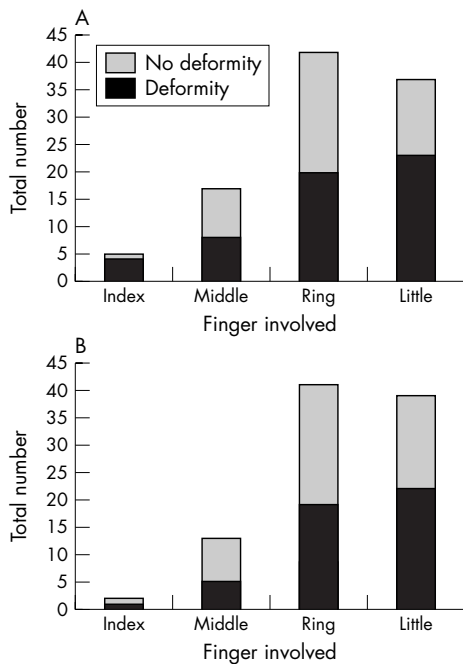 A
45
40
35
30
25
20
15
10
5
0
Total number
No deformity
Deformity
Index Middle Ring Little
Finger involved
B
45
40
35
30
25
20
15
10
5
0
Total number
Index Middle Ring Little
Finger involved